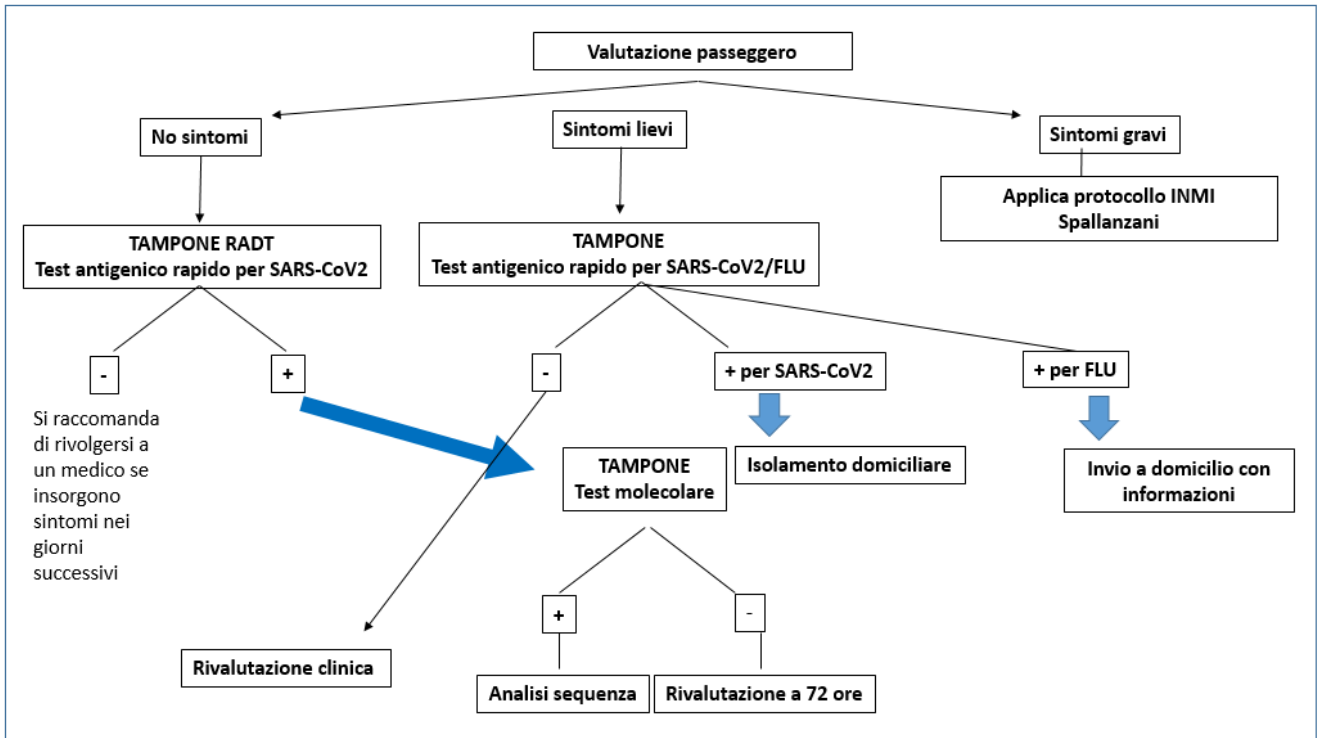 Valutazione passeggero
No sintomi
Sintomi lievi
Sintomi gravi
TAMPONE RADT
Test antigenico rapido per SARS-CoV2
TAMPONE
Test antigenico rapido per SARS-CoV2/FLU
Applica protocollo INMI
Spallanzani
-
+
-
+ per SARS-CoV2
+ per FLU
Si raccomanda
di rivolgersi a
un medico se
insorgono
sintomi nei
giorni
successivi
TAMPONE
Test molecolare
Isolamento domiciliare
Invio a domicilio con
informazioni
+
-
Rivalutazione clinica
Analisi sequenza
Rivalutazione a 72 ore